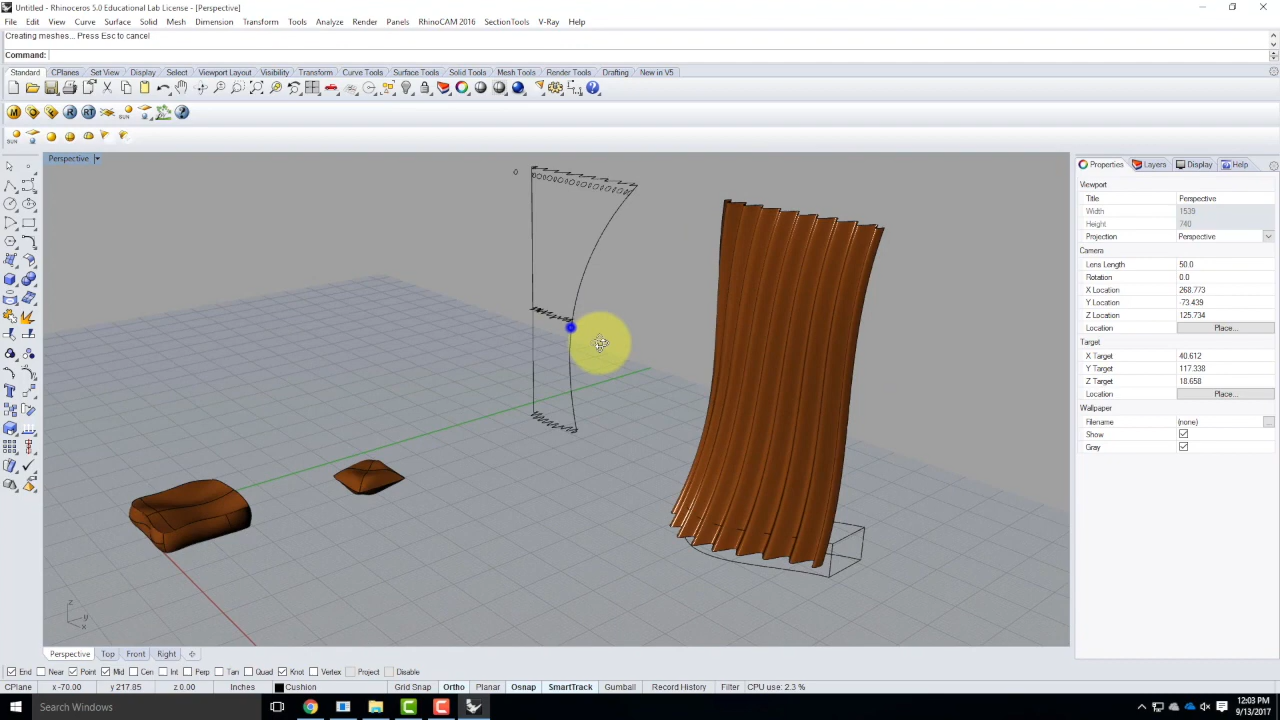 Untitled - Rhinoceros 5.0 Educational Lab License - [Perspective]
File Edit View Curve Surface Solid Mesh Dimension Transform Tools Analyze Render Panels RhinoCAM 2016 SectionTools V-Ray Help
Creating meshes... Press Esc to cancel
Command:
Standard CPlanes Set View Display Select Viewport Layout Visibility Transform Curve Tools Surface Tools Solid Tools Mesh Tools Render Tools Drafting New in V5
M R RT SUN
SUN
Perspective
Properties Layers Display Help
Viewport
Title Perspective
Width 1539
Height 740
Projection Perspective
Camera
Lens Length 50.0
Rotation 0.0
X Location 268.773
Y Location -73.439
Z Location 125.734
Location Place...
Target
X Target 40.612
Y Target 117.338
Z Target 18.658
Location Place...
Wallpaper
Filename (none) ...
Show
Gray
z
y
x
Perspective Top Front Right
End Near Point Mid Cen Int Perp Tan Quad Knot Vertex Project Disable
CPlane x -70.00 y 217.85 z 0.00 Inches Cushion Grid Snap Ortho Planar Osnap SmartTrack Gumball Record History Filter CPU use: 2.3 %
Search Windows
12:03 PM
9/13/2017